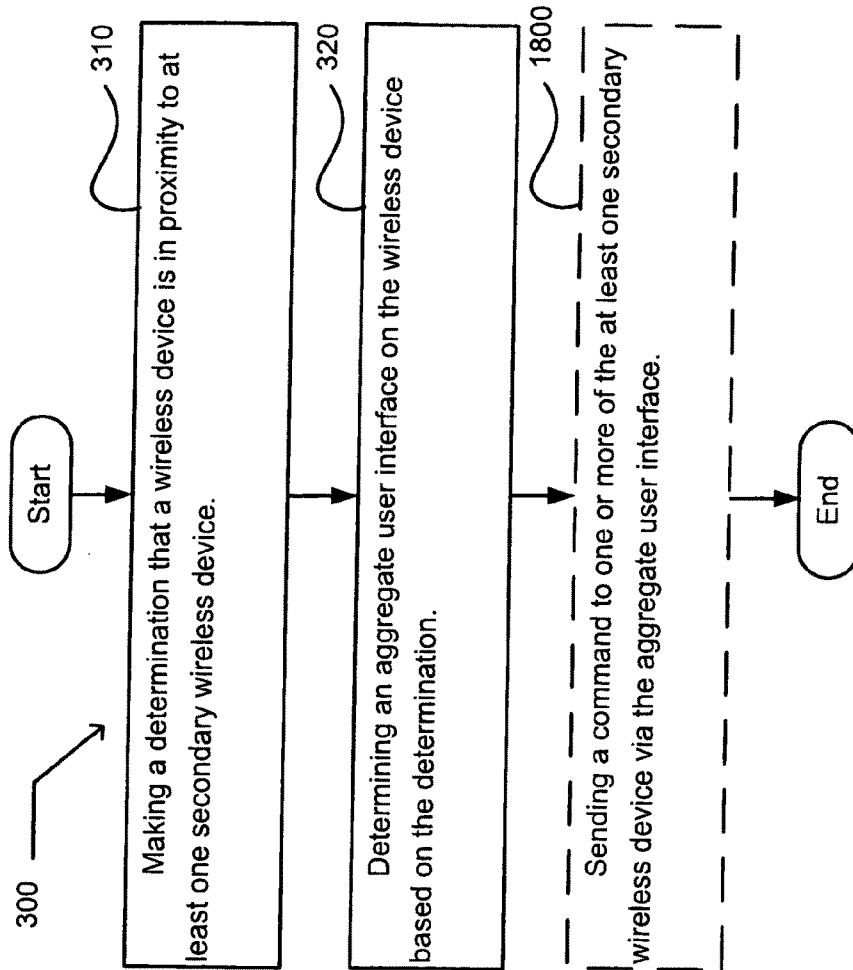 300
Start
310
Making a determination that a wireless device is in proximity to at
least one secondary wireless device.
320
Determining an aggregate user interface on the wireless device
based on the determination.
1800
Sending a command to one or more of the at least one secondary
wireless device via the aggregate user interface.
End